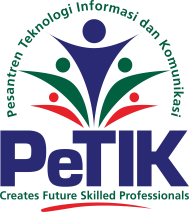 Pesantren Teknologi Informasi dan Komunikasi
PeTIK
Creates Future Skilled Professionals